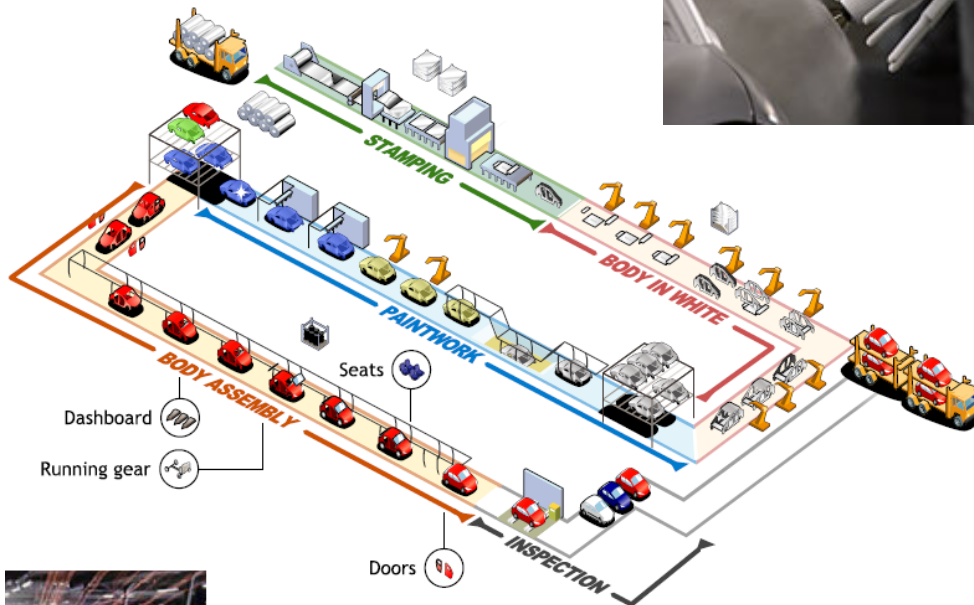 STAMPING
BODY IN WHITE
PAINTWORK
Seats
BODY ASSEMBLY
Dashboard
Running gear
INSPECTION
Doors